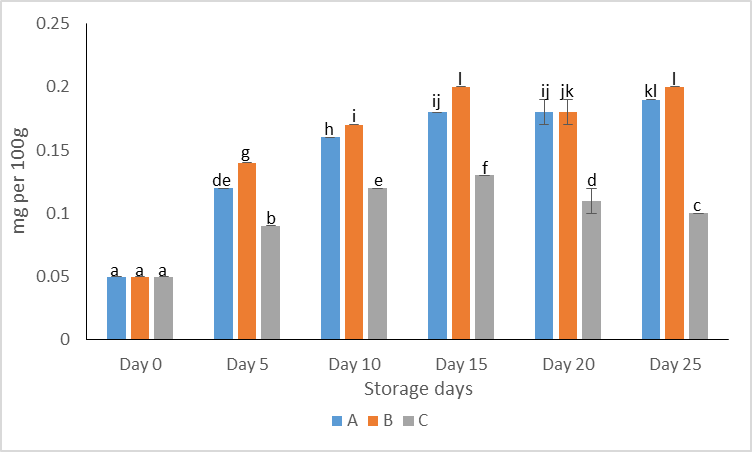 0.25
0.2
0.15
0.1
0.05
0
mg per 100g
a a a
de g b
h i e
ij l f
ij jk d
kl l c
Day 0 Day 5 Day 10 Day 15 Day 20 Day 25
Storage days
A B C